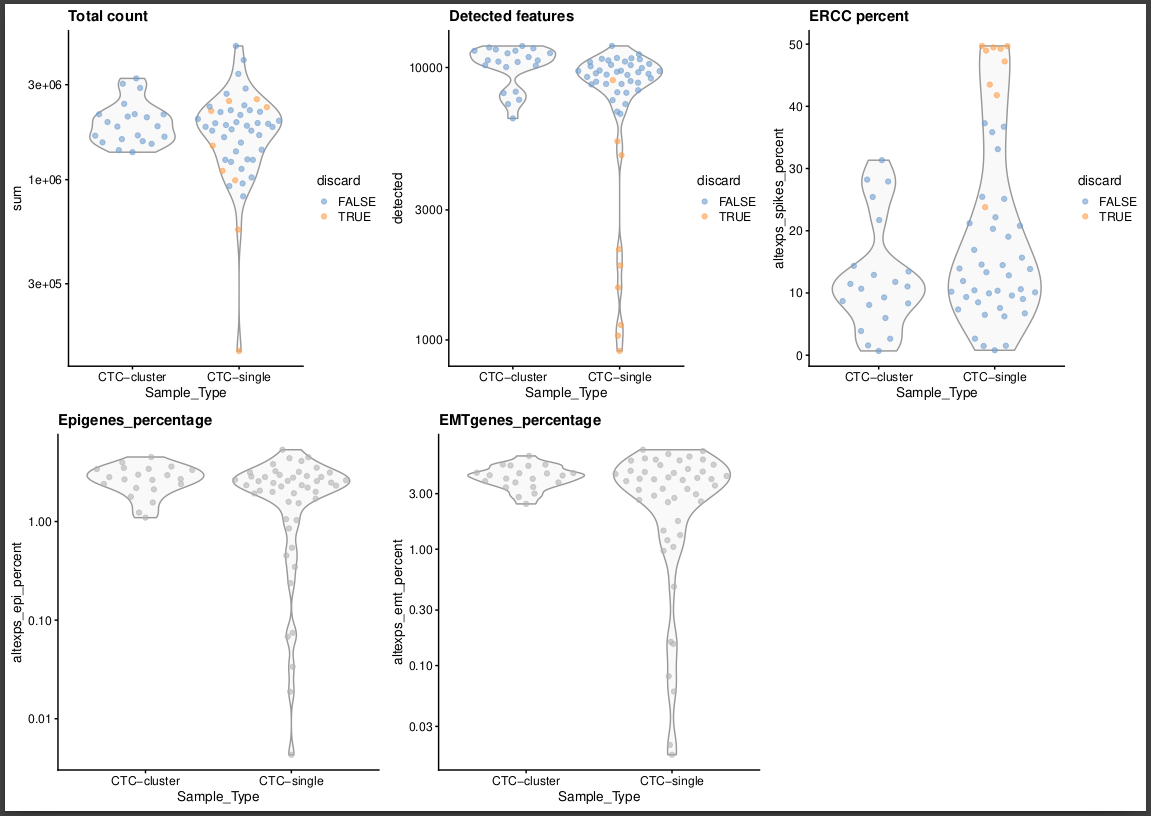 Total count
sum
3e+06
1e+06
3e+05
CTC−cluster
CTC−single
Sample_Type
discard
FALSE
TRUE
Detected features
detected
10000
3000
1000
CTC−cluster
CTC−single
Sample_Type
discard
FALSE
TRUE
ERCC percent
altexps_spikes_percent
50
40
30
20
10
0
CTC−cluster
CTC−single
Sample_Type
discard
FALSE
TRUE
Epigenes_percentage
altexps_epi_percent
1.00
0.10
0.01
CTC−cluster
CTC−single
Sample_Type
EMTgenes_percentage
altexps_emt_percent
3.00
1.00
0.30
0.10
0.03
CTC−cluster
CTC−single
Sample_Type